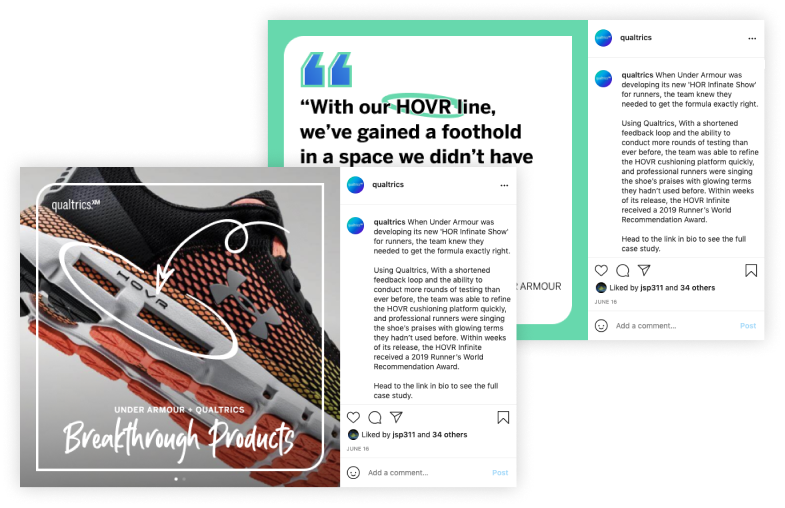 qualtrics
“With our HOVR line,
we’ve gained a foothold
in a space we didn’t have
ARMOUR
qualtrics When Under Armour was
developing its new 'HOR Infinate Show'
for runners, the team knew they
needed to get the formula exactly right.
Using Qualtrics, With a shortened
feedback loop and the ability to
conduct more rounds of testing than
ever before, the team was able to refine
the HOVR cushioning platform quickly,
and professional runners were singing
the shoe's praises with glowing terms
they hadn't used before. Within weeks
of its release, the HOVR Infinite
received a 2019 Runner's World
Recommendation Award.
Head to the link in bio to see the full
case study.
Liked by jsp311 and 34 others
JUNE 16
Add a comment... Post
qualtrics.XM
HOVR
UNDER ARMOUR + QUALTRICS
Breakthrough Products
qualtrics
qualtrics When Under Armour was
developing its new 'HOR Infinate Show'
for runners, the team knew they
needed to get the formula exactly right.
Using Qualtrics, With a shortened
feedback loop and the ability to
conduct more rounds of testing than
ever before, the team was able to refine
the HOVR cushioning platform quickly,
and professional runners were singing
the shoe's praises with glowing terms
they hadn't used before. Within weeks
of its release, the HOVR Infinite
received a 2019 Runner's World
Recommendation Award.
Head to the link in bio to see the full
case study.
Liked by jsp311 and 34 others
JUNE 16
Add a comment... Post